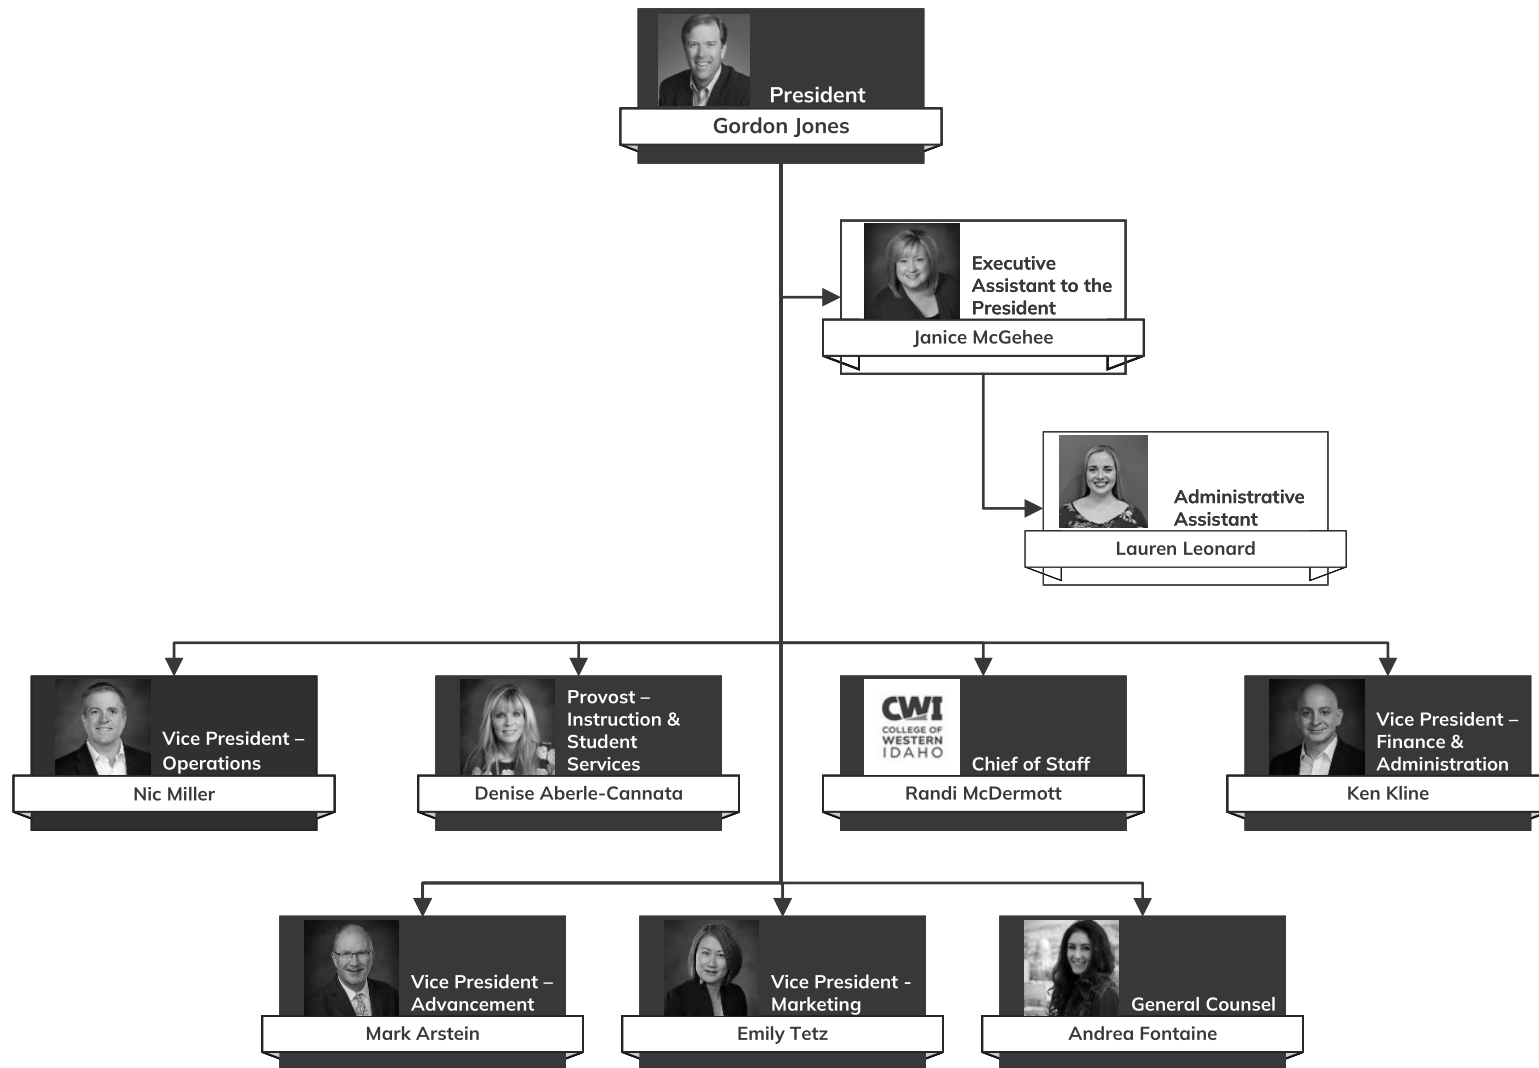 President
Gordon Jones
Executive
Assistant to the
President
Janice McGehee
Administrative
Assistant
Lauren Leonard
Vice President –
Operations
Nic Miller
Provost –
Instruction &
Student
Services
Denise Aberle-Cannata
CWI
COLLEGE OF
WESTERN
IDAHO
Chief of Staff
Randi McDermott
Vice President –
Finance &
Administration
Ken Kline
Vice President –
Advancement
Mark Arstein
Vice President -
Marketing
Emily Tetz
General Counsel
Andrea Fontaine